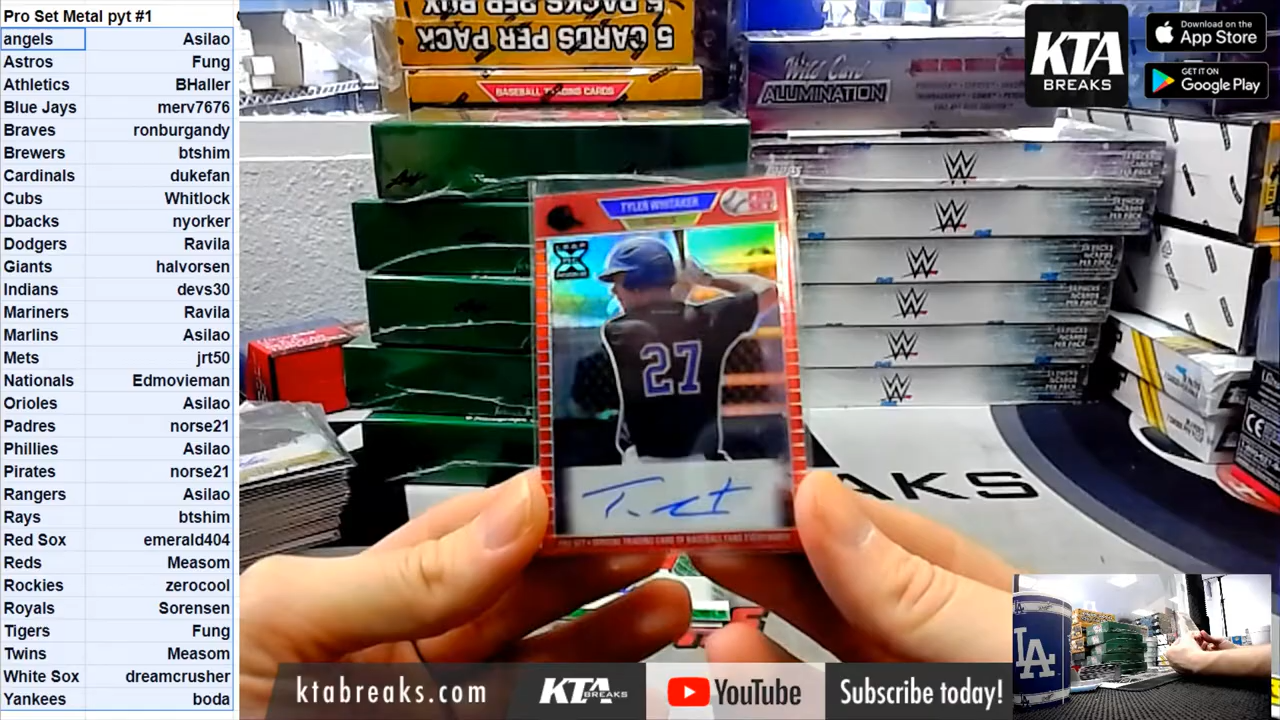 Pro Set Metal pyt #1
angels Asilao
Astros Fung
Athletics BHaller
Blue Jays merv7676
Braves ronburgandy
Brewers btshim
Cardinals dukefan
Cubs Whitlock
Dbacks nyorker
Dodgers Ravila
Giants halvorsen
Indians devs30
Mariners Ravila
Marlins Asilao
Mets jrt50
Nationals Edmovieman
Orioles Asilao
Padres norse21
Phillies Asilao
Pirates norse21
Rangers Asilao
Rays btshim
Red Sox emerald404
Reds Measom
Rockies zerocool
Royals Sorensen
Tigers Fung
Twins Measom
White Sox dreamcrusher
Yankees boda
5 CARDS PER PACK
BASEBALL TRADING CARDS
Wild Card
ALUMINATION
KTA
BREAKS
Download on the
App Store
GET IT ON
Google Play
W
W
W
W
W
W
TYLER WHITAKER
27
AKS
LA
ktabreaks.com
KTA
BREAKS
YouTube
Subscribe today!